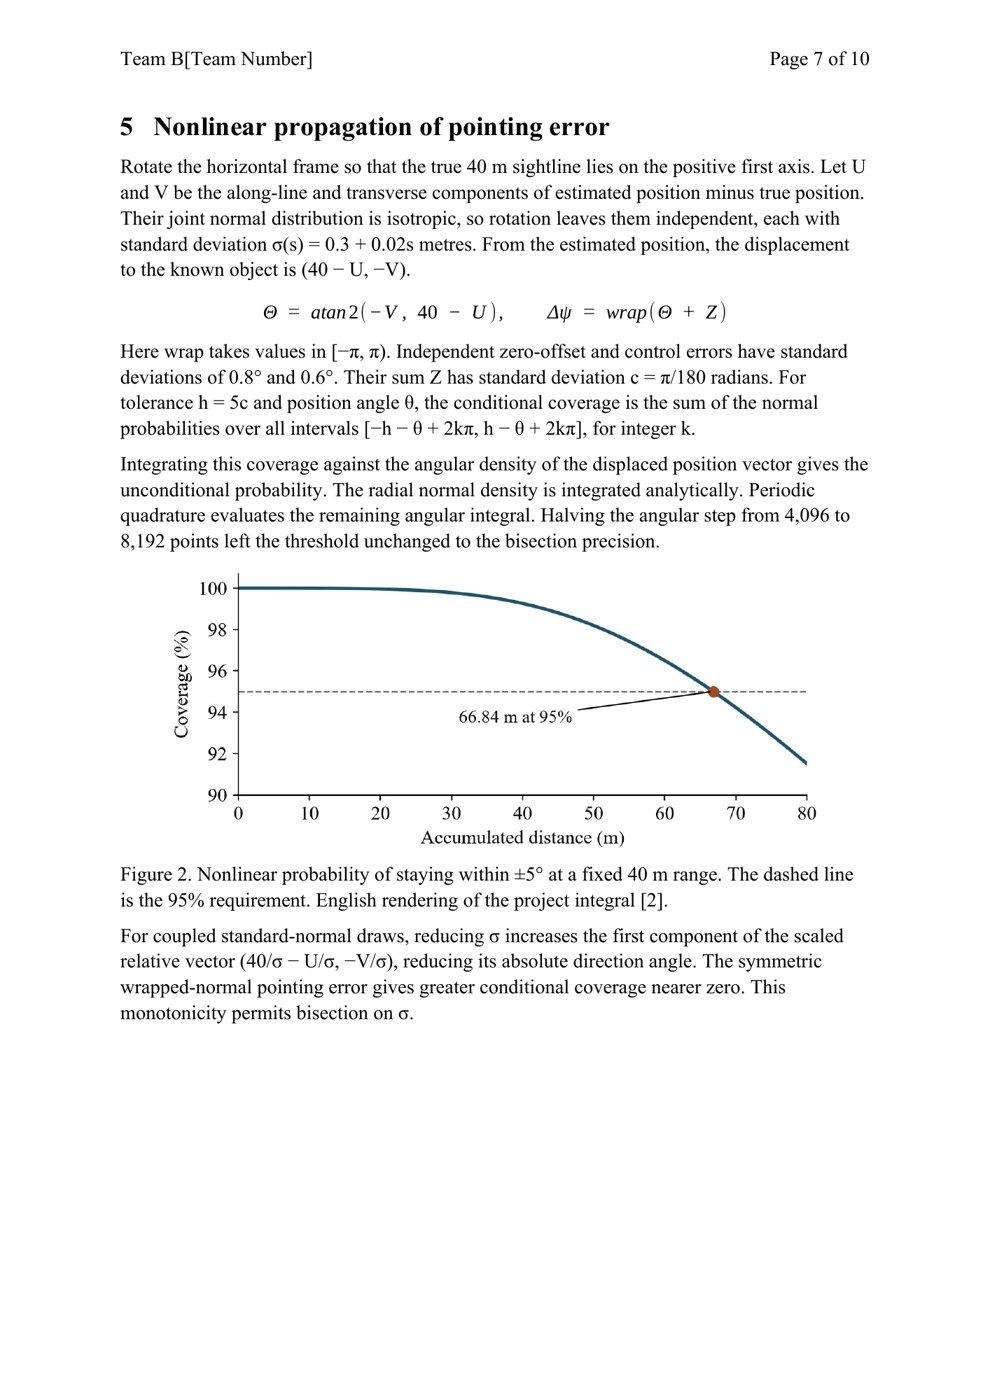 Team B[Team Number]
Page 7 of 10
5 Nonlinear propagation of pointing error
Rotate the horizontal frame so that the true 40 m sightline lies on the positive first axis. Let U
and V be the along-line and transverse components of estimated position minus true position.
Their joint normal distribution is isotropic, so rotation leaves them independent, each with
standard deviation σ(s) = 0.3 + 0.02s metres. From the estimated position, the displacement
to the known object is (40 − U, −V).
Θ = atan2(−V, 40 − U), Δψ = wrap(Θ + Z)
Here wrap takes values in [−π, π). Independent zero-offset and control errors have standard
deviations of 0.8° and 0.6°. Their sum Z has standard deviation c = π/180 radians. For
tolerance h = 5c and position angle θ, the conditional coverage is the sum of the normal
probabilities over all intervals [−h − θ + 2kπ, h − θ + 2kπ], for integer k.
Integrating this coverage against the angular density of the displaced position vector gives the
unconditional probability. The radial normal density is integrated analytically. Periodic
quadrature evaluates the remaining angular integral. Halving the angular step from 4,096 to
8,192 points left the threshold unchanged to the bisection precision.
100
98
96
94
92
90
Coverage (%)
66.84 m at 95%
0 10 20 30 40 50 60 70 80
Accumulated distance (m)
Figure 2. Nonlinear probability of staying within ±5° at a fixed 40 m range. The dashed line
is the 95% requirement. English rendering of the project integral [2].
For coupled standard-normal draws, reducing σ increases the first component of the scaled
relative vector (40/σ − U/σ, −V/σ), reducing its absolute direction angle. The symmetric
wrapped-normal pointing error gives greater conditional coverage nearer zero. This
monotonicity permits bisection on σ.